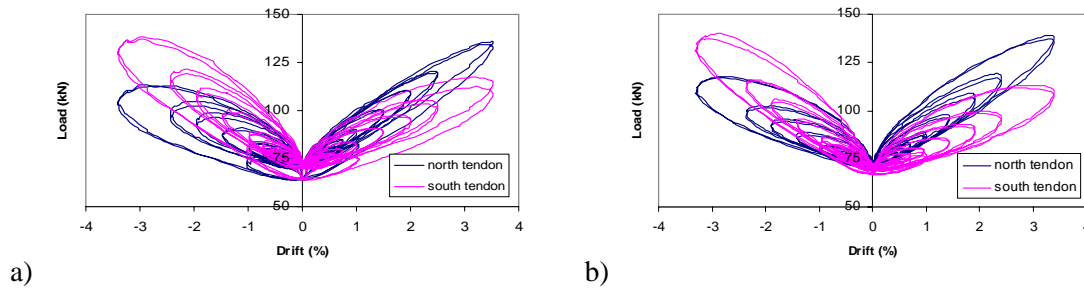 150
125
100
75
50
-4 -3 -2 -1 0 1 2 3 4
Load (kN)
Drift (%)
north tendon
south tendon
a)
150
125
100
75
50
-4 -3 -2 -1 0 1 2 3 4
Load (kN)
Drift (%)
north tendon
south tendon
b)